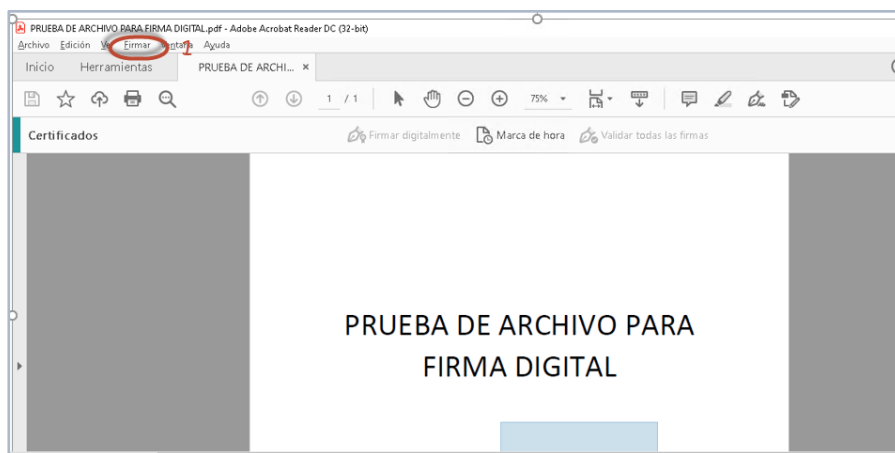 PRUEBA DE ARCHIVO PARA FIRMA DIGITAL.pdf - Adobe Acrobat Reader DC (32-bit)
Archivo Edición Ver Firmar Ventana Ayuda
1
Inicio Herramientas PRUEBA DE ARCHI... ×
1 / 1 75%
Certificados Firmar digitalmente Marca de hora Validar todas las firmas
PRUEBA DE ARCHIVO PARA
FIRMA DIGITAL